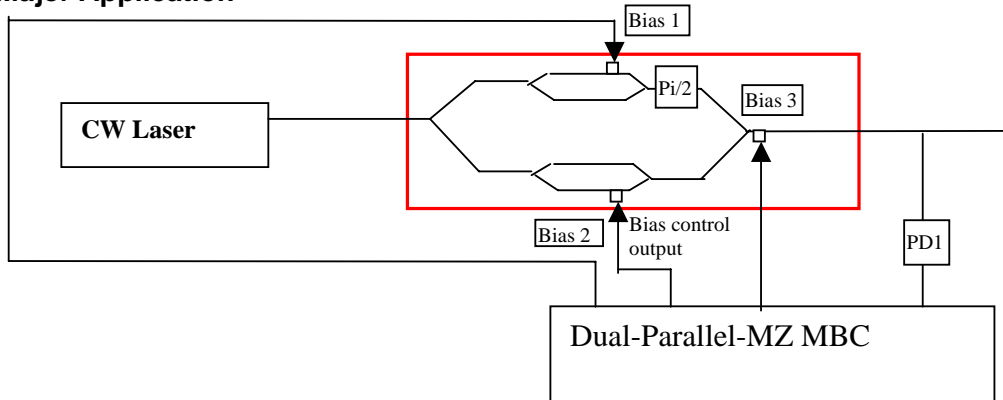 Major Application
Bias 1
Pi/2
Bias 3
CW Laser
Bias 2
Bias control
output
PD1
Dual-Parallel-MZ MBC